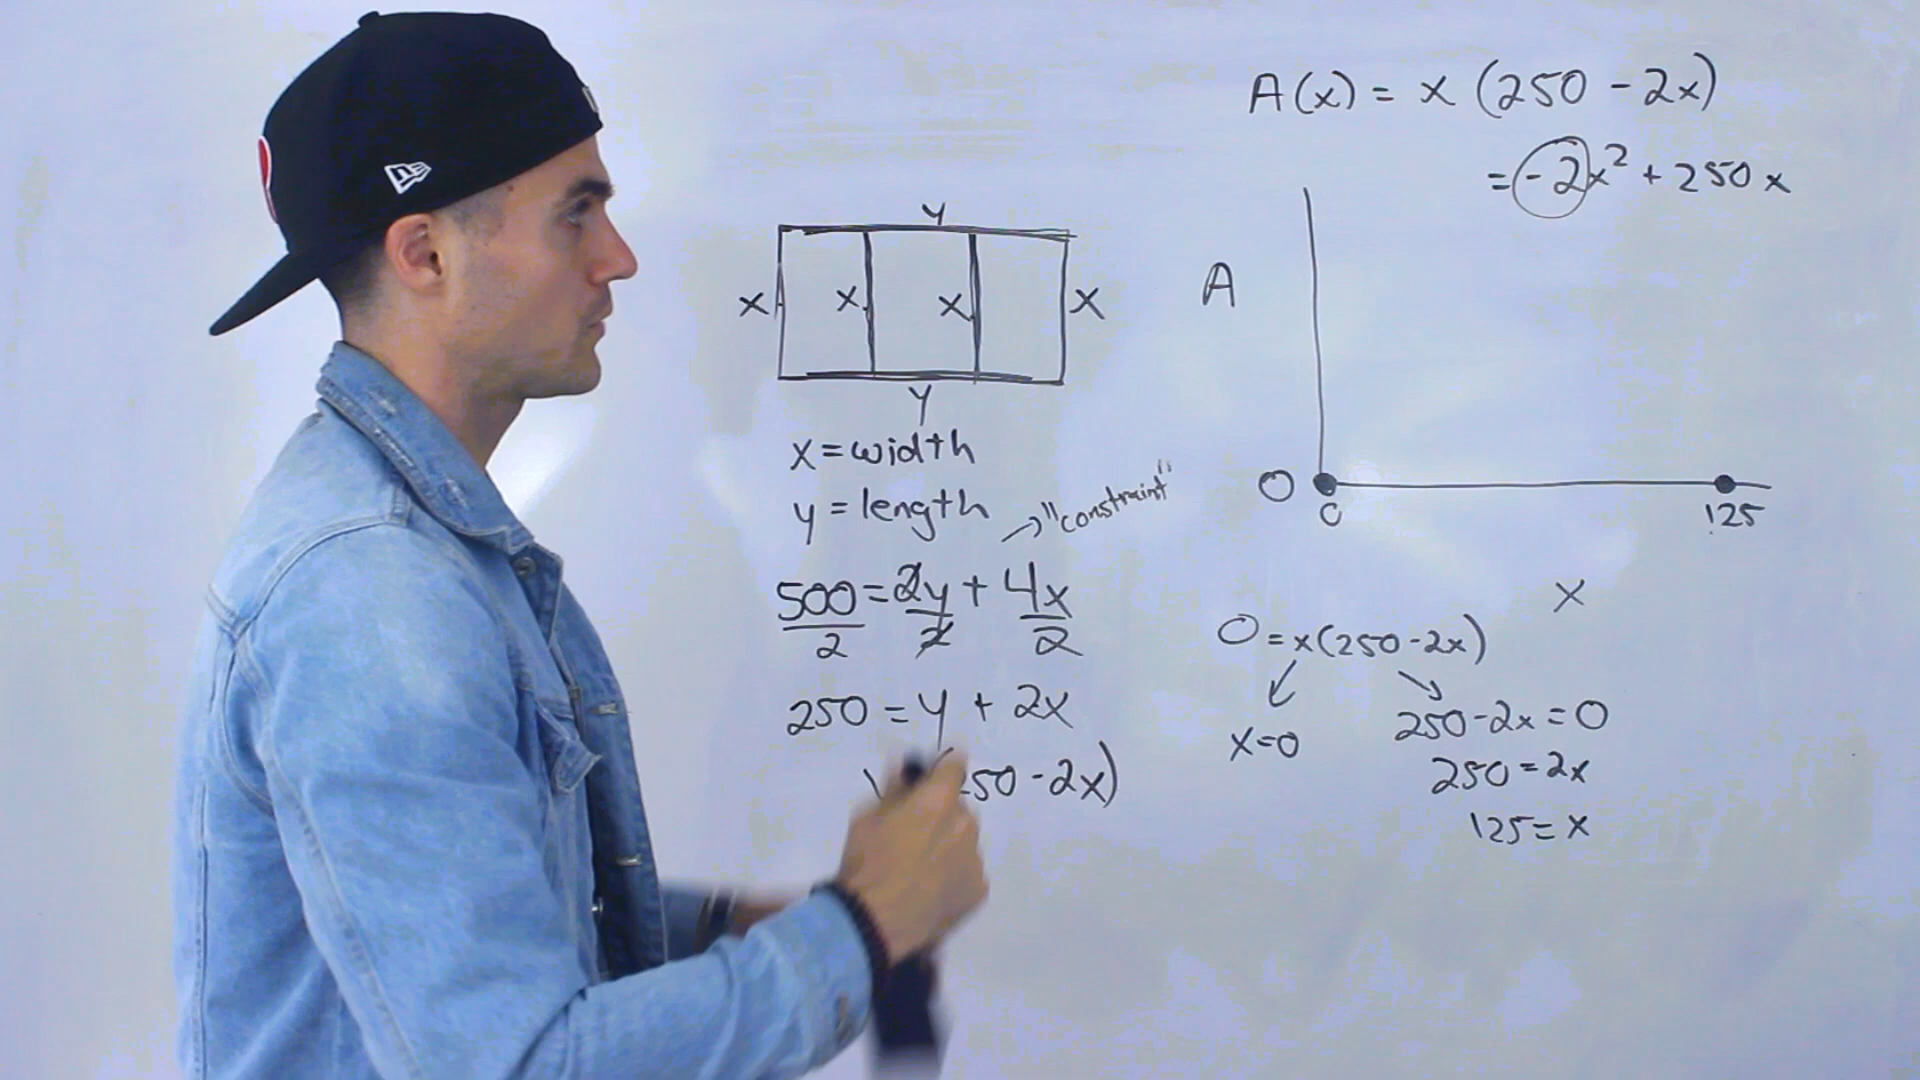 A(x) = x (250 - 2x)
= -2x² + 250x
y
x x x x
y
x = width
y = length
→ "constraint"
500 = 2y + 4x
2 2 2
250 = y + 2x
250 - 2x)
A
0
0 125
x
0 = x(250 - 2x)
x=0
250 - 2x = 0
250 = 2x
125 = x